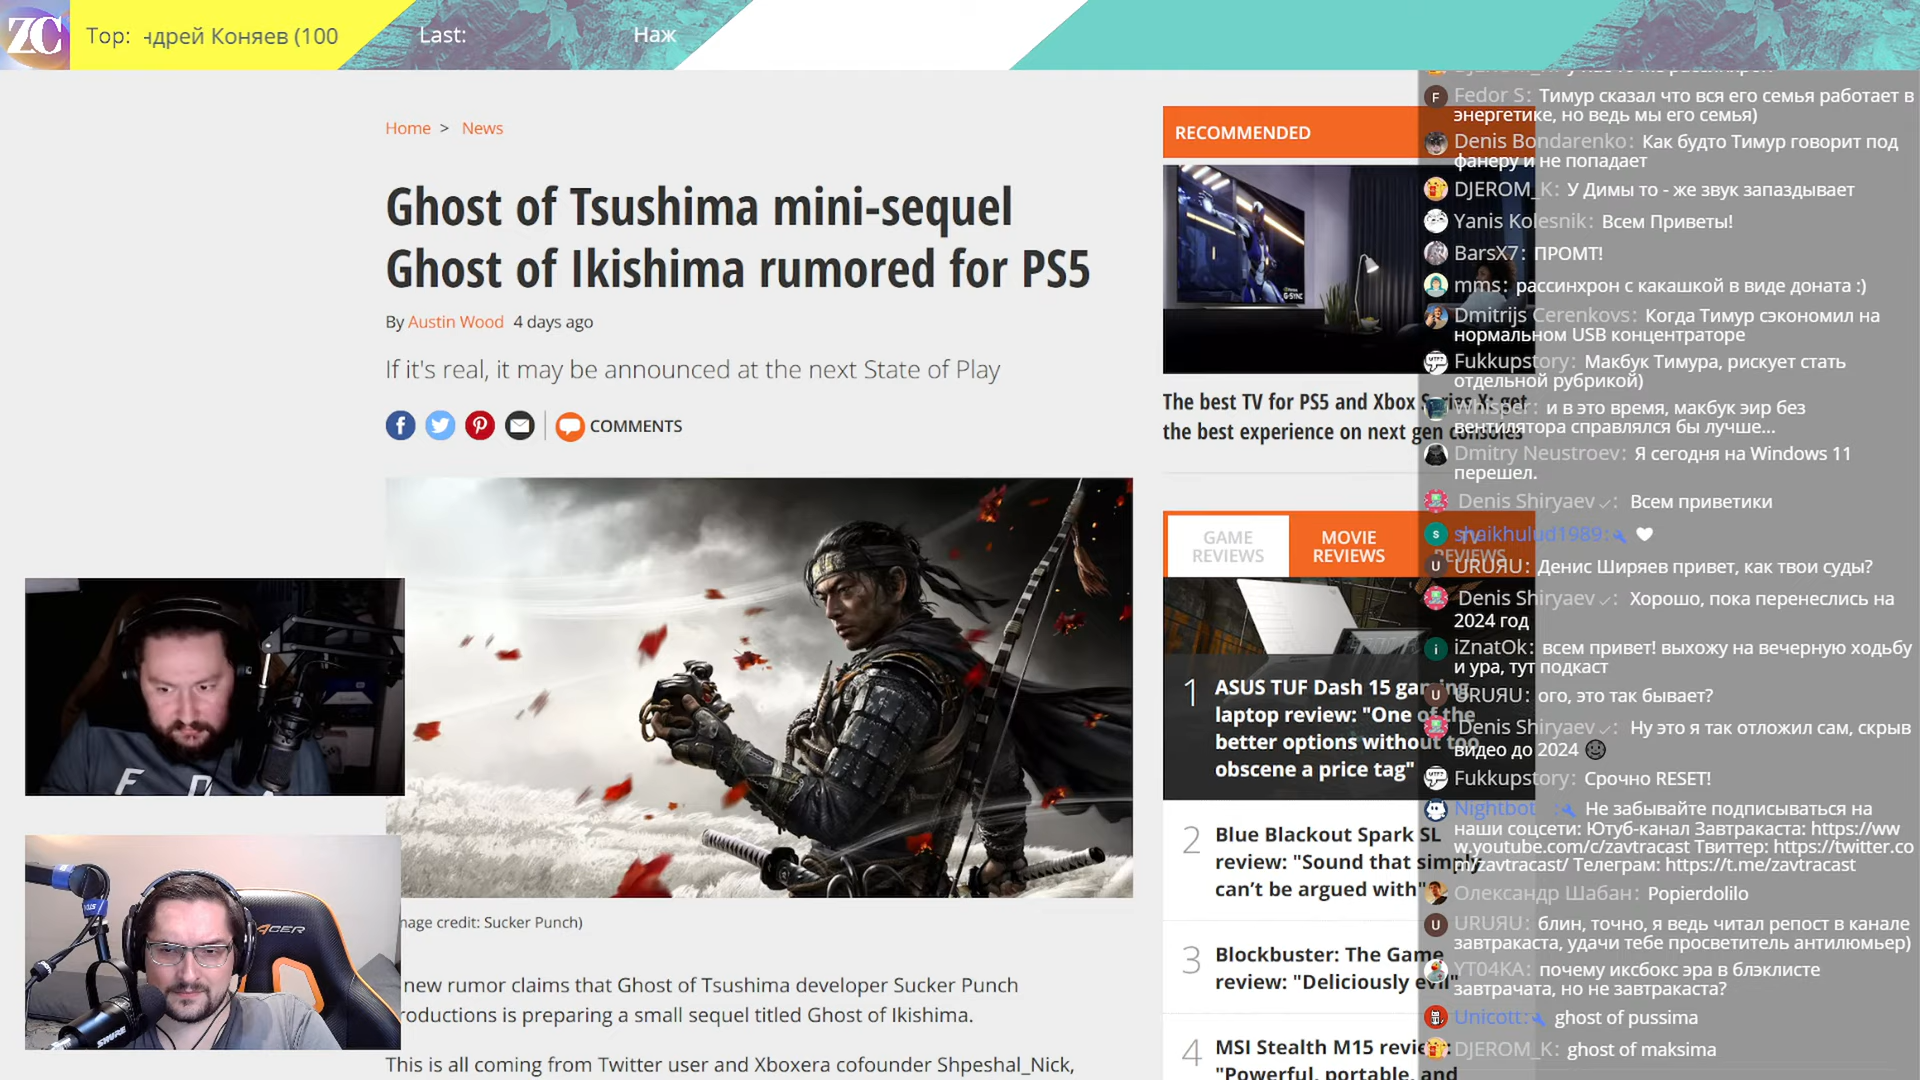 ZC
Top: ндрей Коняев (100
Last:
Наж
Home > News
Ghost of Tsushima mini-sequel
Ghost of Ikishima rumored for PS5
By Austin Wood 4 days ago
If it's real, it may be announced at the next State of Play
COMMENTS
nage credit: Sucker Punch)
new rumor claims that Ghost of Tsushima developer Sucker Punch
roductions is preparing a small sequel titled Ghost of Ikishima.
This is all coming from Twitter user and Xboxera cofounder Shpeshal_Nick,
RECOMMENDED
The best TV for PS5 and Xbox Series X: get
the best experience on next gen consoles
GAME
REVIEWS
MOVIE
REVIEWS
TV
REVIEWS
1 ASUS TUF Dash 15 gaming
laptop review: "One of the
better options without too
obscene a price tag"
2 Blue Blackout Spark SL
review: "Sound that simply
can’t be argued with"
3 Blockbuster: The Game
review: "Deliciously evil"
4 MSI Stealth M15 review:
"Powerful, portable, and
Fedor S: Тимур сказал что вся его семья работает в
энергетике, но ведь мы его семья)
Denis Bondarenko: Как будто Тимур говорит под
фанеру и не попадает
DJEROM_K: У Димы то - же звук запаздывает
Yanis Kolesnik: Всем Приветы!
BarsX7: ПРОМТ!
mms: рассинхрон с какашкой в виде доната :)
Dmitrijs Cerenkovs: Когда Тимур сэкономил на
нормальном USB концентраторе
Fukkupstory: Макбук Тимура, рискует стать
отдельной рубрикой)
Whisper: и в это время, макбук эир без
вентилятора справлялся бы лучше...
Dmitry Neustroev: Я сегодня на Windows 11
перешел.
Denis Shiryaev: Всем приветики
shaikhulud1989:
URUЯU: Денис Ширяев привет, как твои суды?
Denis Shiryaev: Хорошо, пока перенеслись на
2024 год
iZnatOk: всем привет! выхожу на вечернюю ходьбу
и ура, тут подкаст
URUЯU: ого, это так бывает?
Denis Shiryaev: Ну это я так отложил сам, скрыв
видео до 2024
Fukkupstory: Срочно RESET!
Nightbot: Не забывайте подписываться на
наши соцсети: Ютуб-канал Завтракаста: https://ww
w.youtube.com/c/zavtracast Твиттер: https://twitter.co
m/zavtracast/ Телеграм: https://t.me/zavtracast
Олександр Шабан: Popierdolilo
URUЯU: блин, точно, я ведь читал репост в канале
завтракаста, удачи тебе просветитель антилюмьер)
YT04KA: почему иксбокс эра в блэклисте
завтрачата, но не завтракаста?
Unicott: ghost of pussima
DJEROM_K: ghost of maksima
SHURE